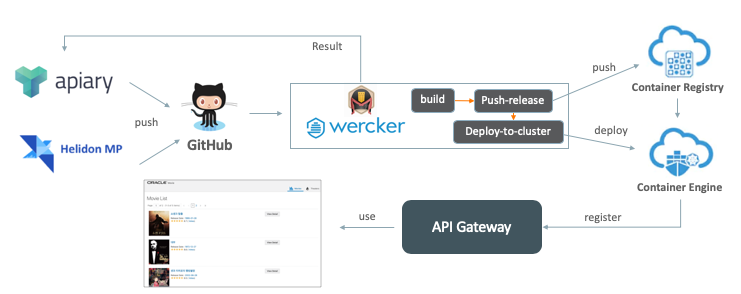 Result
apiary
push
Helidon MP
GitHub
wercker
build
Push-release
Deploy-to-cluster
push
Container Registry
deploy
Container Engine
ORACLE
Movie List
use
API Gateway
register